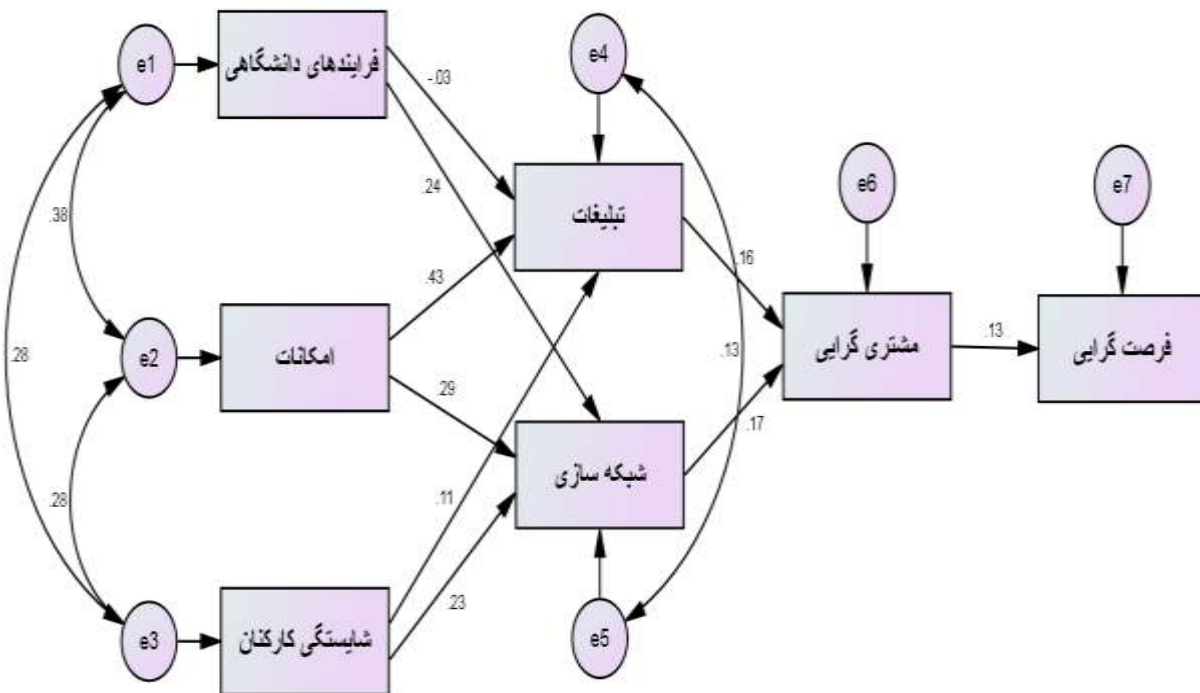 e1
فرایندهای دانشگاهی
e4
-.03
.24
e6
e7
.38
تبلیغات
.43
.16
.28
e2
امکانات
.29
.13
مشتری گرایی
.13
فرصت گرایی
.17
.28
.11
شبکه سازی
.23
e3
شایستگی کارکنان
e5